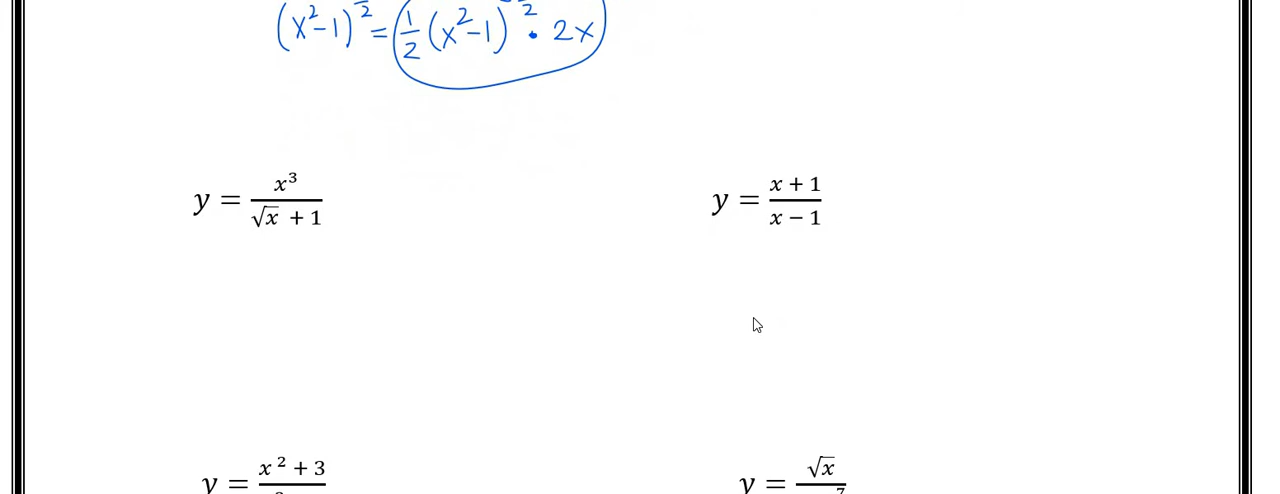 (x²-1)^½ = ½(x²-1)^-½ • 2x
y = x³/(√x + 1)
y = (x + 1)/(x − 1)
y = (x² + 3)/
y = √x/